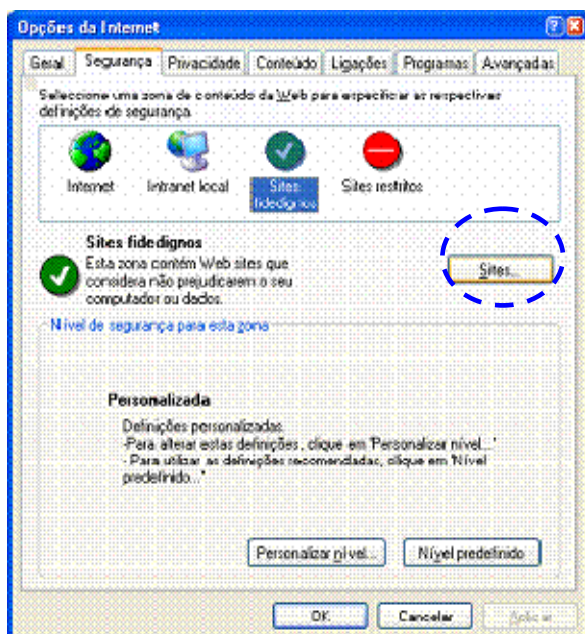 Opções da Internet
Geral Segurança Privacidade Conteúdo Ligações Programas Avançadas
Seleccione uma zona de conteúdo da Web para especificar as respectivas
definições de segurança.
Internet Intranet local Sites fidedignos Sites restritos
Sites fidedignos
Esta zona contém Web sites que
considera não prejudicarem o seu
computador ou dados.
Sites...
Nível de segurança para esta zona
Personalizada
Definições personalizadas.
-Para alterar estas definições, clique em 'Personalizar nível...'
- Para utilizar as definições recomendadas, clique em 'Nível
predefinido...'
Personalizar nível... Nível predefinido
OK Cancelar Aplicar